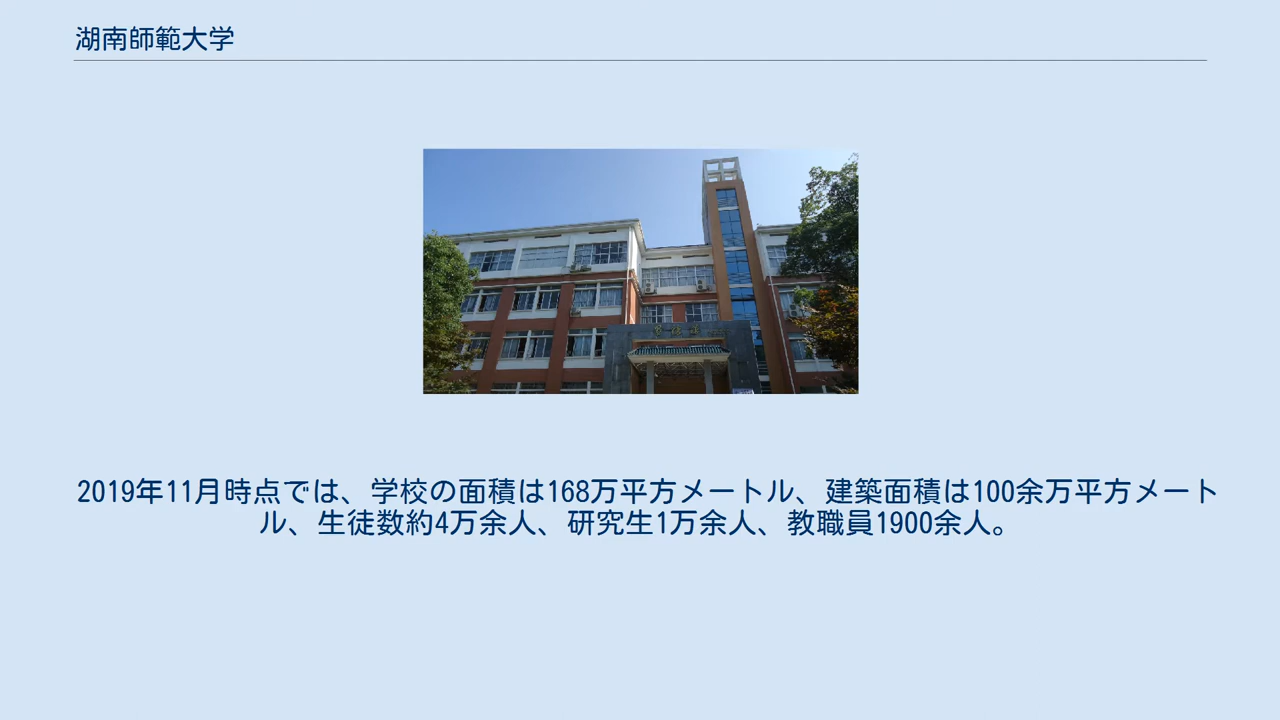 湖南師範大学
2019年11月時点では、学校の面積は168万平方メートル、建築面積は100余万平方メート
ル、生徒数約4万余人、研究生1万余人、教職員1900余人。